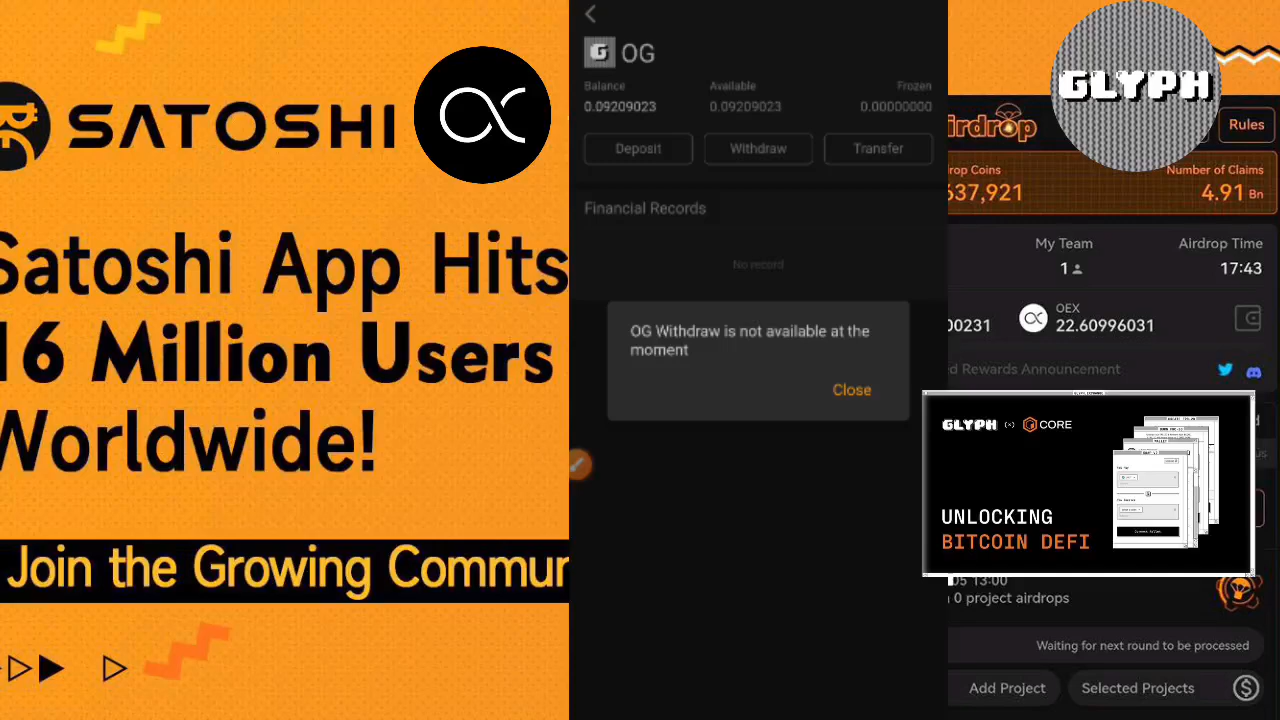 SATOSHI
Satoshi App Hits
16 Million Users
Worldwide!
Join the Growing Commun
G OG
Balance
Available
Frozen
0.09209023
0.09209023
0.00000000
Deposit
Withdraw
Transfer
Financial Records
No record
OG Withdraw is not available at the
moment
Close
GLYPH
irdrop
Rules
rop Coins
Number of Claims
637,921
4.91 Bn
My Team
Airdrop Time
1
17:43
00231
OEX
22.60996031
d Rewards Announcement
GLYPH (×) CORE
UNLOCKING
BITCOIN DEFI
05 13:00
0 project airdrops
Waiting for next round to be processed
Add Project
Selected Projects